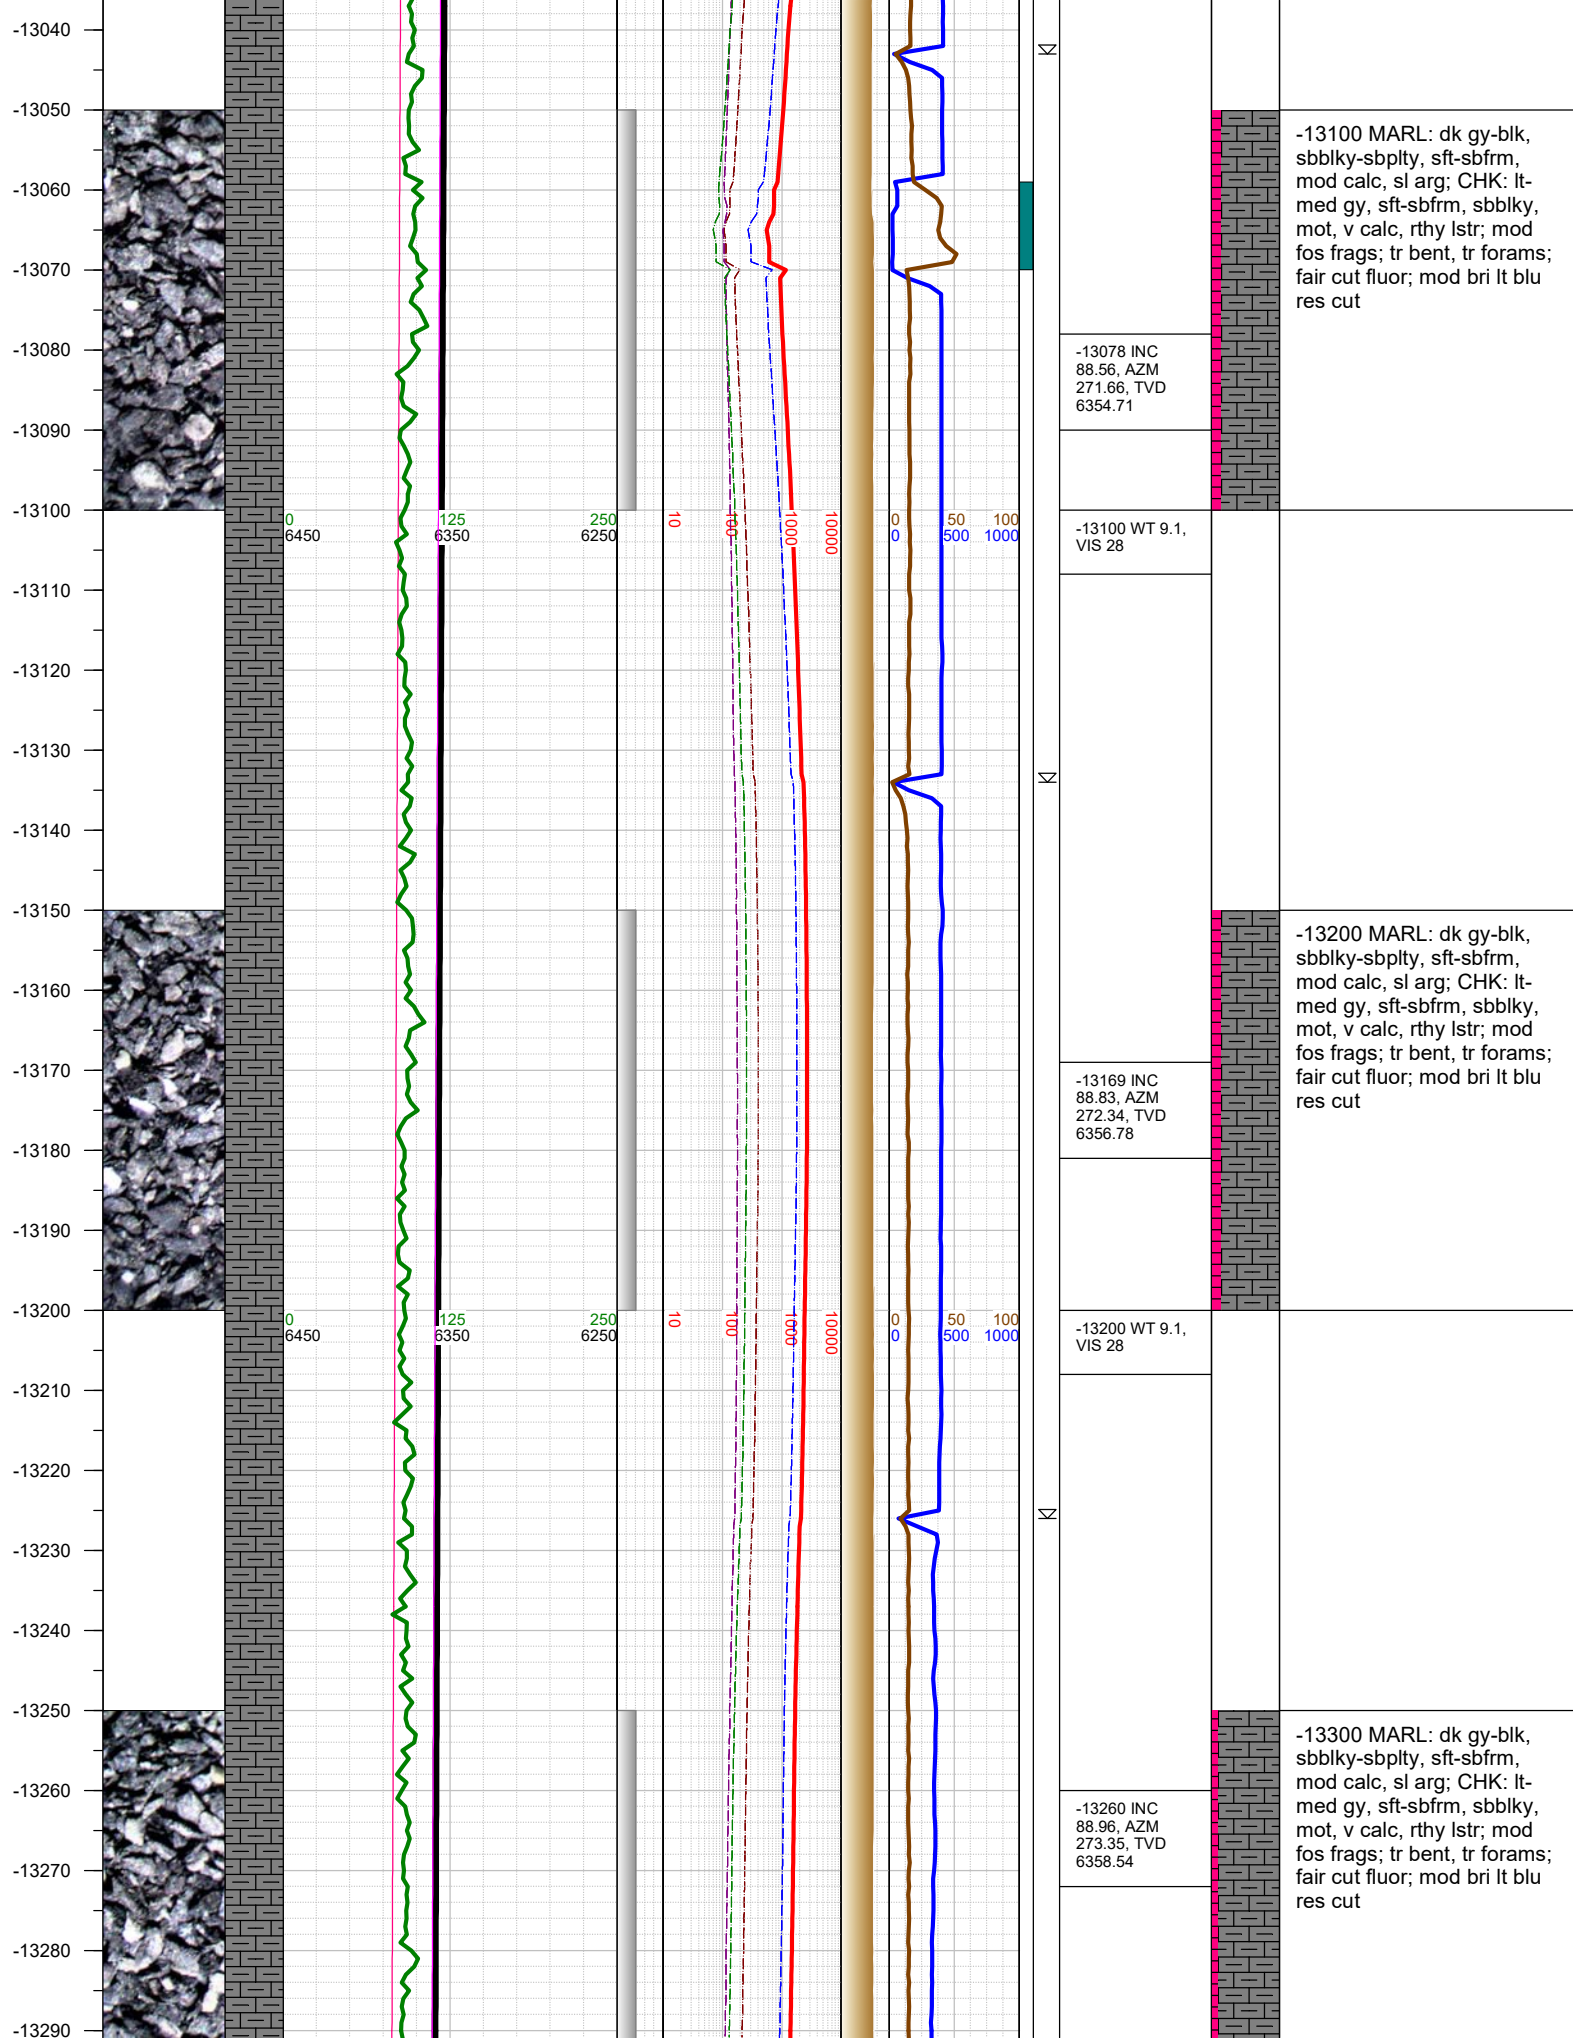 -13040
-13050
-13060
-13070
-13080
-13090
-13100
-13110
-13120
-13130
-13140
-13150
-13160
-13170
-13180
-13190
-13200
-13210
-13220
-13230
-13240
-13250
-13260
-13270
-13280
-13290
0 125 250
6450 6350 6250
10 100 1000 10000
0 50 100
0 500 1000
0 125 250
6450 6350 6250
10 100 1000 10000
0 50 100
0 500 1000
-13078 INC
88.56, AZM
271.66, TVD
6354.71
-13100 WT 9.1,
VIS 28
-13169 INC
88.83, AZM
272.34, TVD
6356.78
-13200 WT 9.1,
VIS 28
-13260 INC
88.96, AZM
273.35, TVD
6358.54
-13100 MARL: dk gy-blk,
sbblky-sbplty, sft-sbfrm,
mod calc, sl arg; CHK: lt-
med gy, sft-sbfrm, sbblky,
mot, v calc, rthy lstr; mod
fos frags; tr bent, tr forams;
fair cut fluor; mod bri lt blu
res cut
-13200 MARL: dk gy-blk,
sbblky-sbplty, sft-sbfrm,
mod calc, sl arg; CHK: lt-
med gy, sft-sbfrm, sbblky,
mot, v calc, rthy lstr; mod
fos frags; tr bent, tr forams;
fair cut fluor; mod bri lt blu
res cut
-13300 MARL: dk gy-blk,
sbblky-sbplty, sft-sbfrm,
mod calc, sl arg; CHK: lt-
med gy, sft-sbfrm, sbblky,
mot, v calc, rthy lstr; mod
fos frags; tr bent, tr forams;
fair cut fluor; mod bri lt blu
res cut